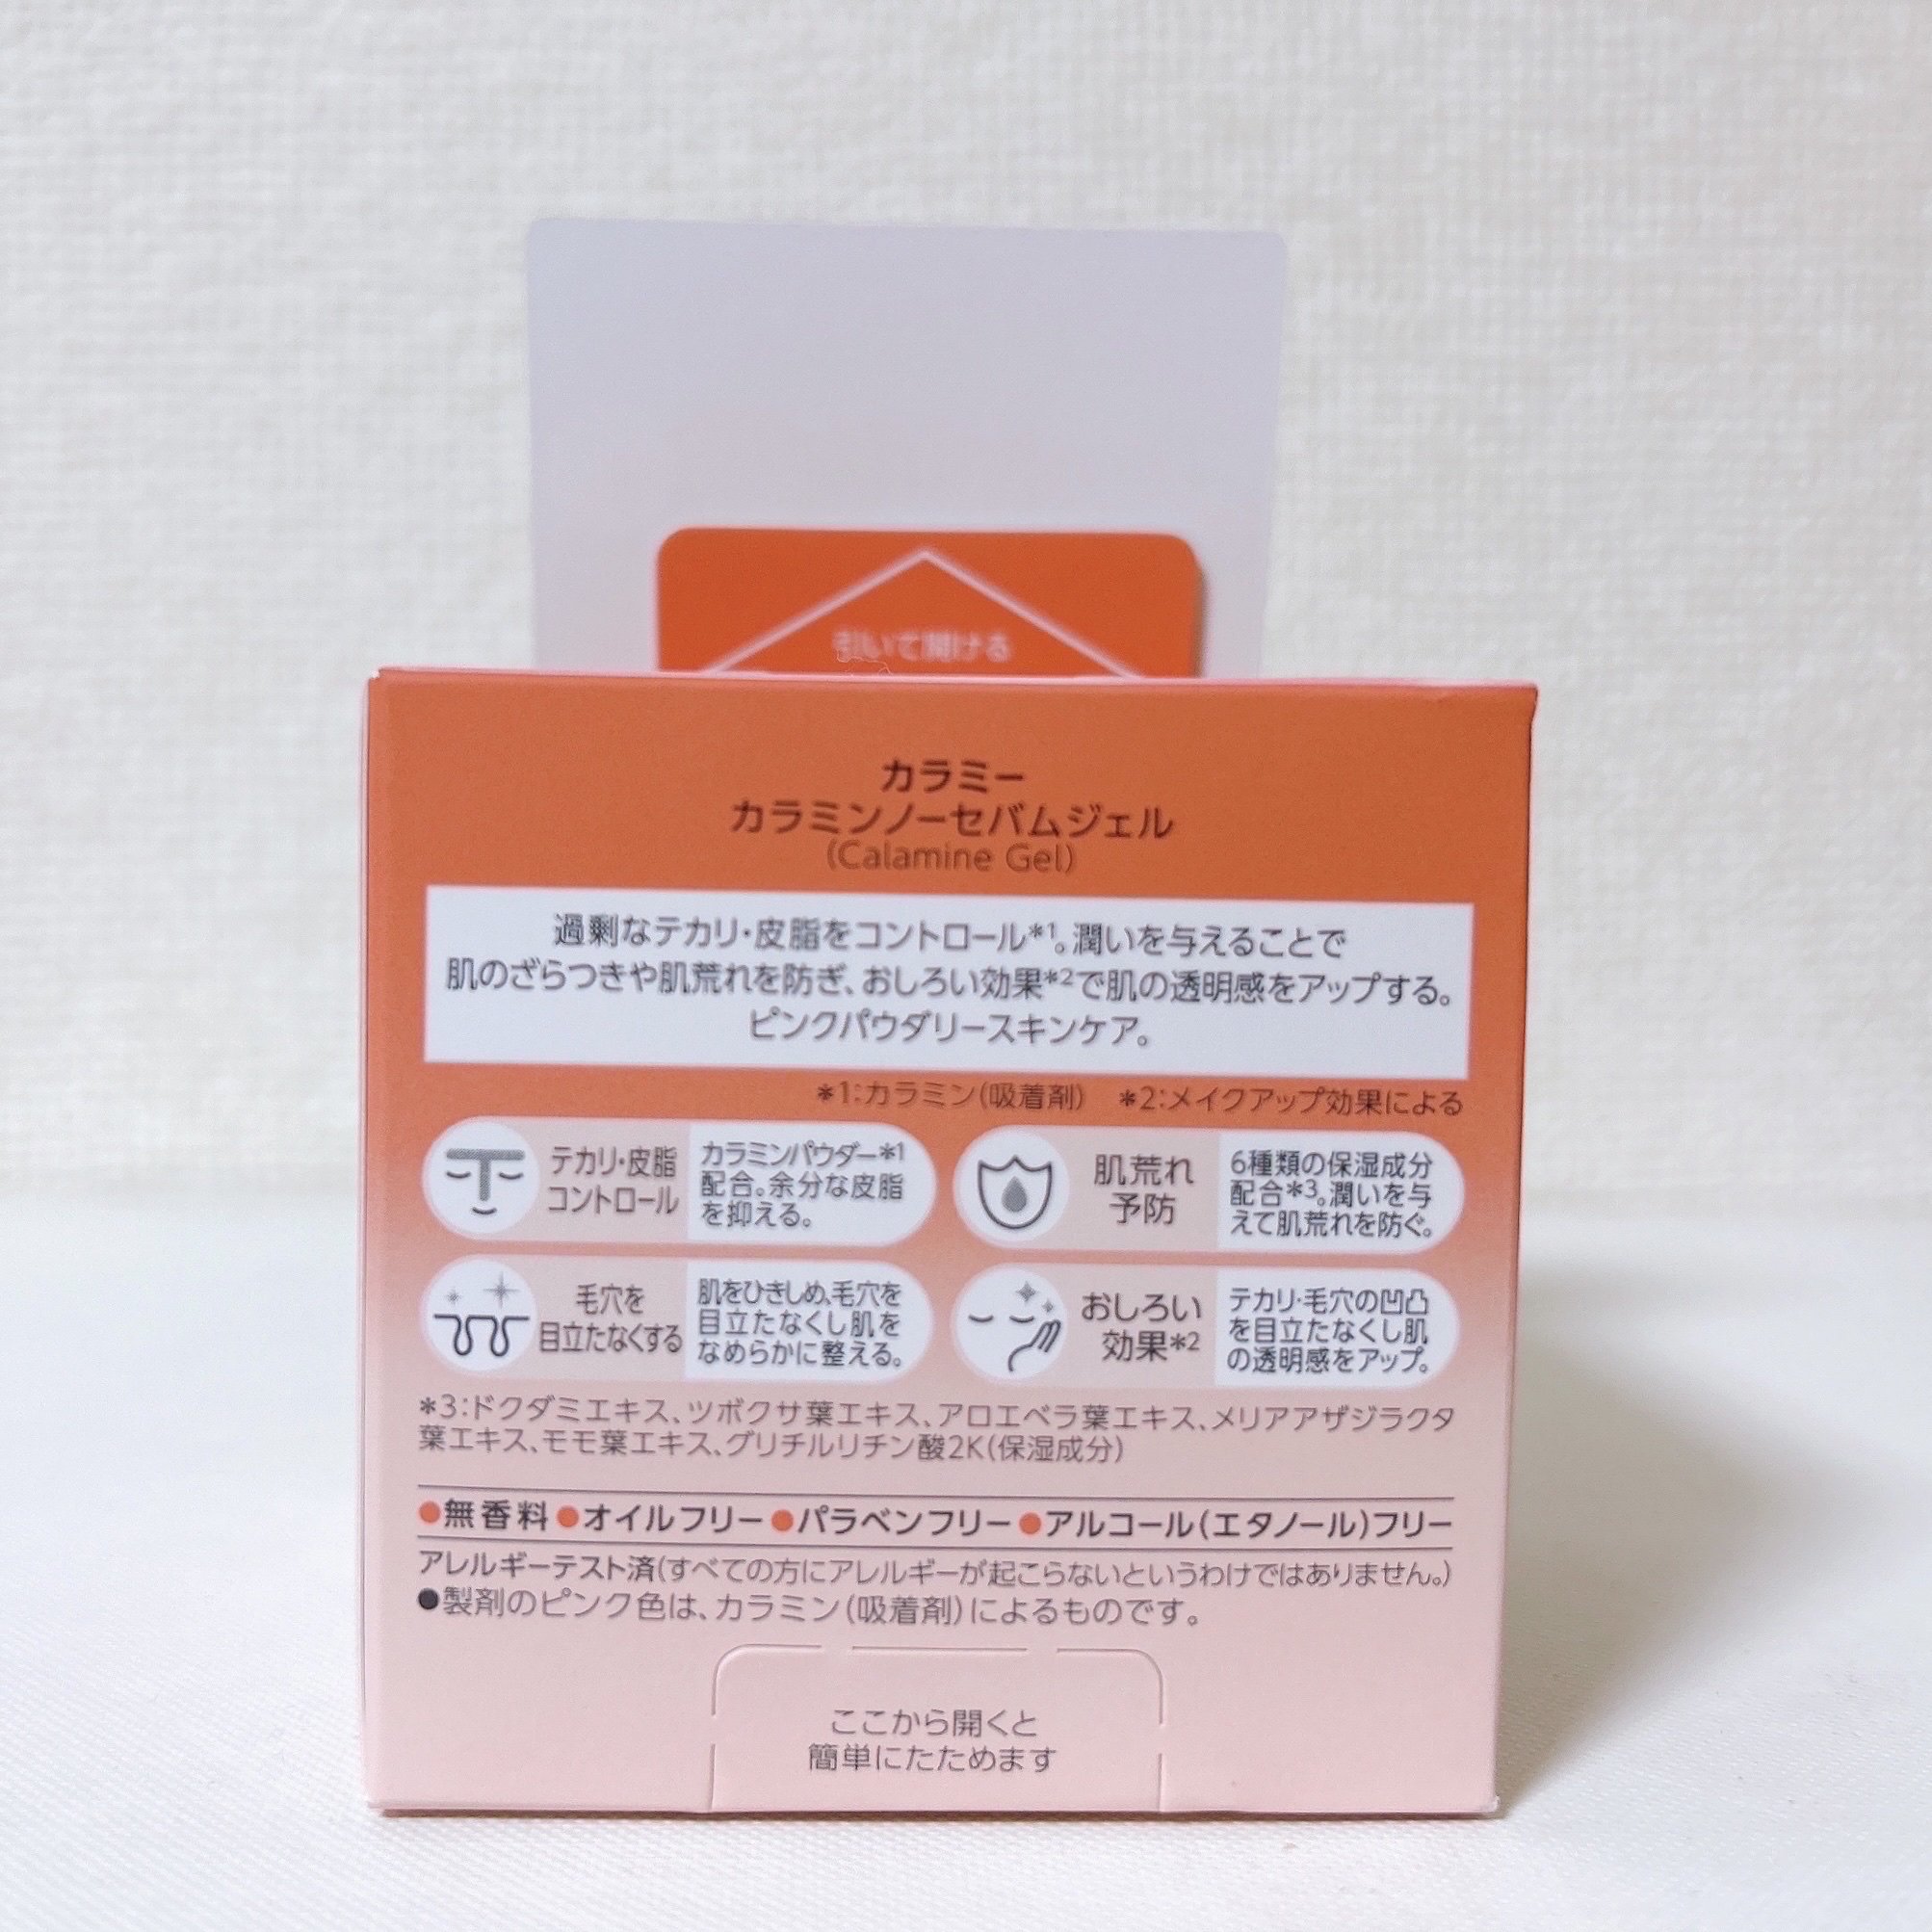 引いて開ける
カラミー
カラミンノーセバムジェル
(Calamine Gel)
過剰なテカリ・皮脂をコントロール*1。潤いを与えることで
肌のざらつきや肌荒れを防ぎ、おしろい効果*2で肌の透明感をアップする。
ピンクパウダリースキンケア。
*1:カラミン(吸着剤) *2:メイクアップ効果による
テカリ・皮脂
コントロール
カラミンパウダー*1
配合。余分な皮脂
を抑える。
肌荒れ
予防
6種類の保湿成分
配合*3。潤いを与
えて肌荒れを防ぐ。
毛穴を
目立たなくする
肌をひきしめ、毛穴を
目立たなくし肌を
なめらかに整える。
おしろい
効果*2
テカリ・毛穴の凹凸
を目立たなくし肌
の透明感をアップ。
*3:ドクダミエキス、ツボクサ葉エキス、アロエベラ葉エキス、メリアアザジラクタ
葉エキス、モモ葉エキス、グリチルリチン酸2K(保湿成分)
●無香料●オイルフリー●パラベンフリー●アルコール(エタノール)フリー
アレルギーテスト済(すべての方にアレルギーが起こらないというわけではありません。)
●製剤のピンク色は、カラミン(吸着剤)によるものです。
ここから開くと
簡単にたためます